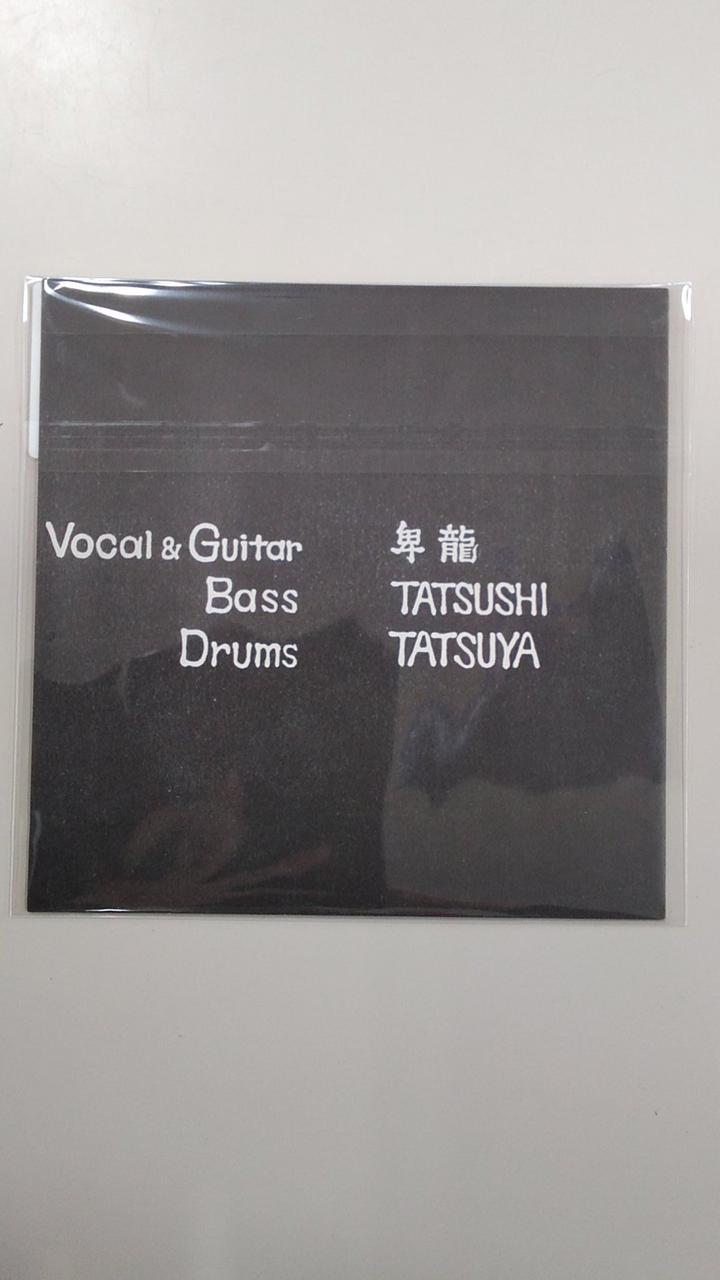 Vocal & Guitar 卑龍
Bass TATSUSHI
Drums TATSUYA